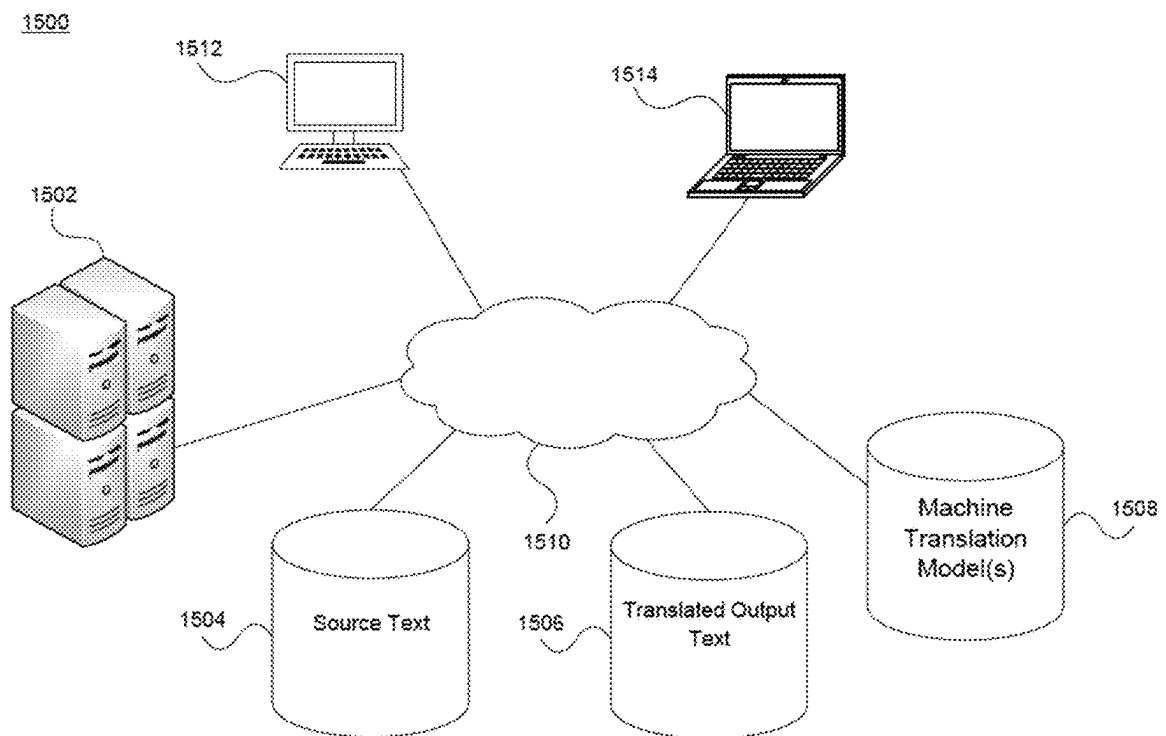 1500
1512
1514
1502
Machine
Translation
Model(s)
1508
1510
1504
Source Text
1506
Translated Output
Text